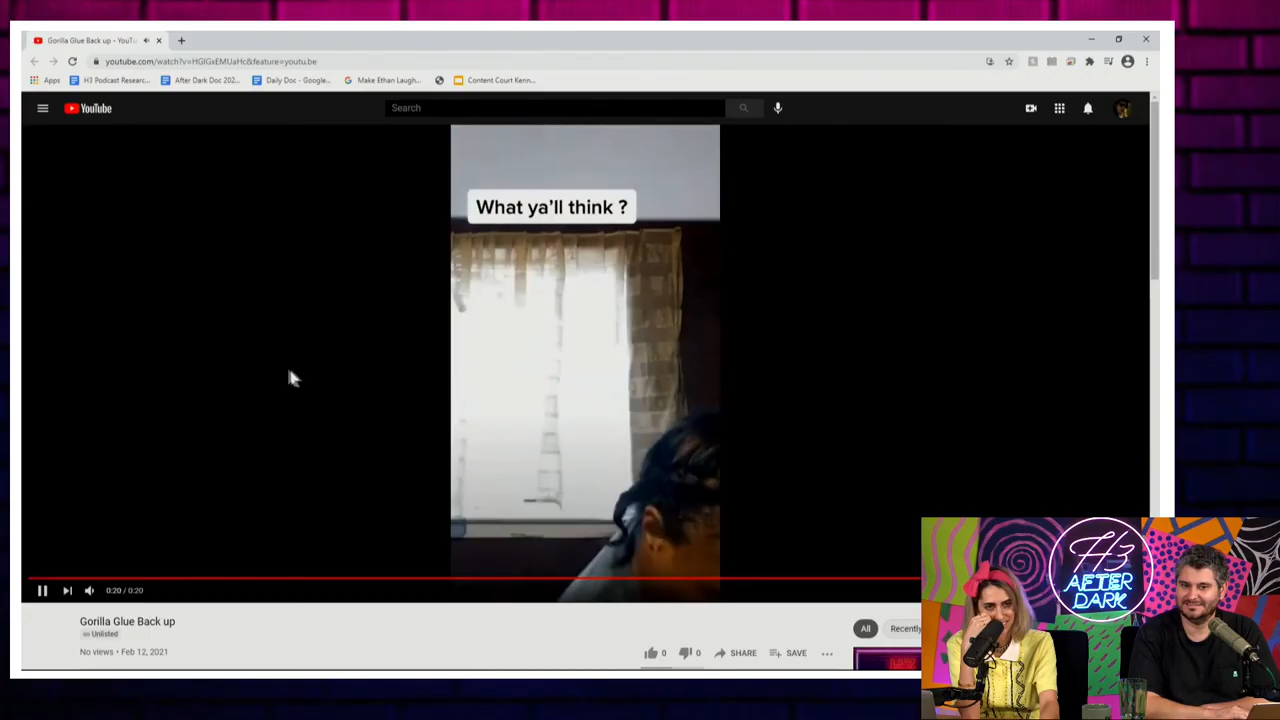 Gorilla Glue Back up - YouTu
youtube.com/watch?v=HGlGxEMUaHc&feature=youtu.be
Apps H3 Podcast Researc... After Dark Doc 202... Daily Doc - Google... Make Ethan Laugh... Content Court Kenn...
YouTube
Search
What ya'll think ?
H3
AFTER
DARK
0:20 / 0:20
Gorilla Glue Back up
Unlisted
No views • Feb 12, 2021
0 0 SHARE SAVE
All Recently